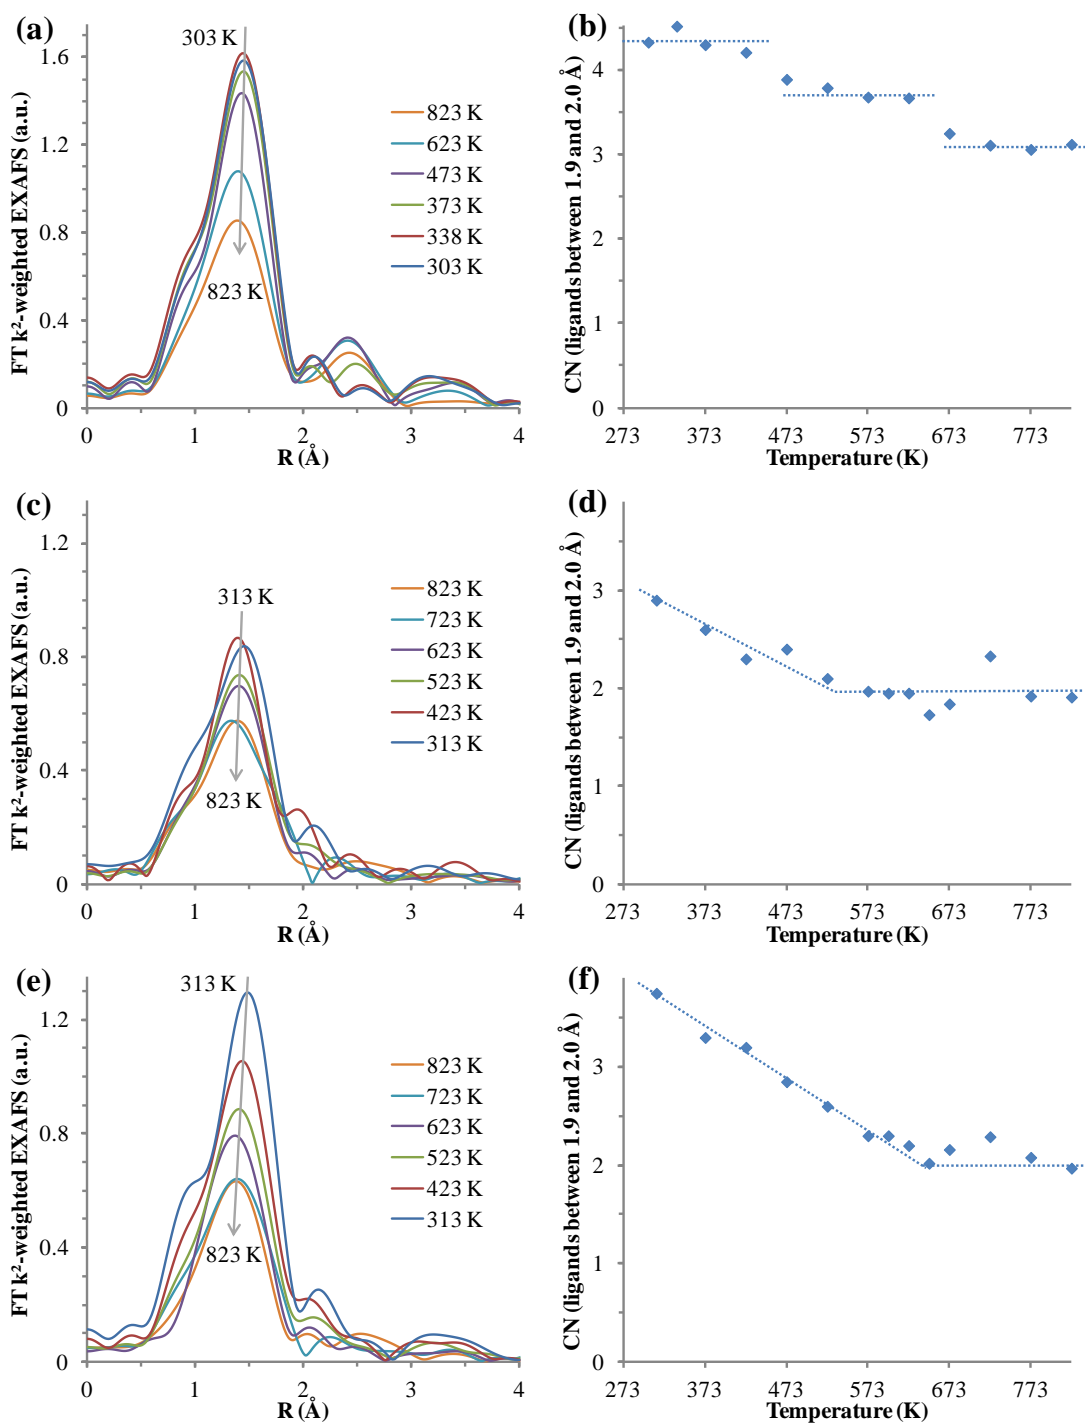 (a)
FT k²-weighted EXAFS (a.u.)
1.6
1.2
0.8
0.4
0
303 K
823 K
823 K
623 K
473 K
373 K
338 K
303 K
0 1 2 3 4
R (Å)
(b)
CN (ligands between 1.9 and 2.0 Å)
4
3
2
1
0
273 373 473 573 673 773
Temperature (K)
(c)
FT k²-weighted EXAFS (a.u.)
1.2
0.8
0.4
0
313 K
823 K
823 K
723 K
623 K
523 K
423 K
313 K
0 1 2 3 4
R (Å)
(d)
CN (ligands between 1.9 and 2.0 Å)
3
2
1
0
273 373 473 573 673 773
Temperature (K)
(e)
FT k²-weighted EXAFS (a.u.)
1.2
0.8
0.4
0
313 K
823 K
823 K
723 K
623 K
523 K
423 K
313 K
0 1 2 3 4
R (Å)
(f)
CN (ligands between 1.9 and 2.0 Å)
3
2
1
0
273 373 473 573 673 773
Temperature (K)